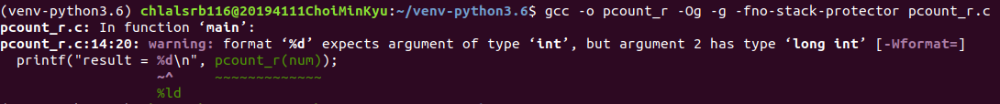 (venv-python3.6) chlalsrb116@20194111ChoiMinKyu:~/venv-python3.6$ gcc -o pcount_r -Og -g -fno-stack-protector pcount_r.c
pcount_r.c: In function ‘main’:
pcount_r.c:14:20: warning: format ‘%d’ expects argument of type ‘int’, but argument 2 has type ‘long int’ [-Wformat=]
  printf("result = %d\n", pcount_r(num));
                   ~^     ~~~~~~~~~~~~~
                   %ld